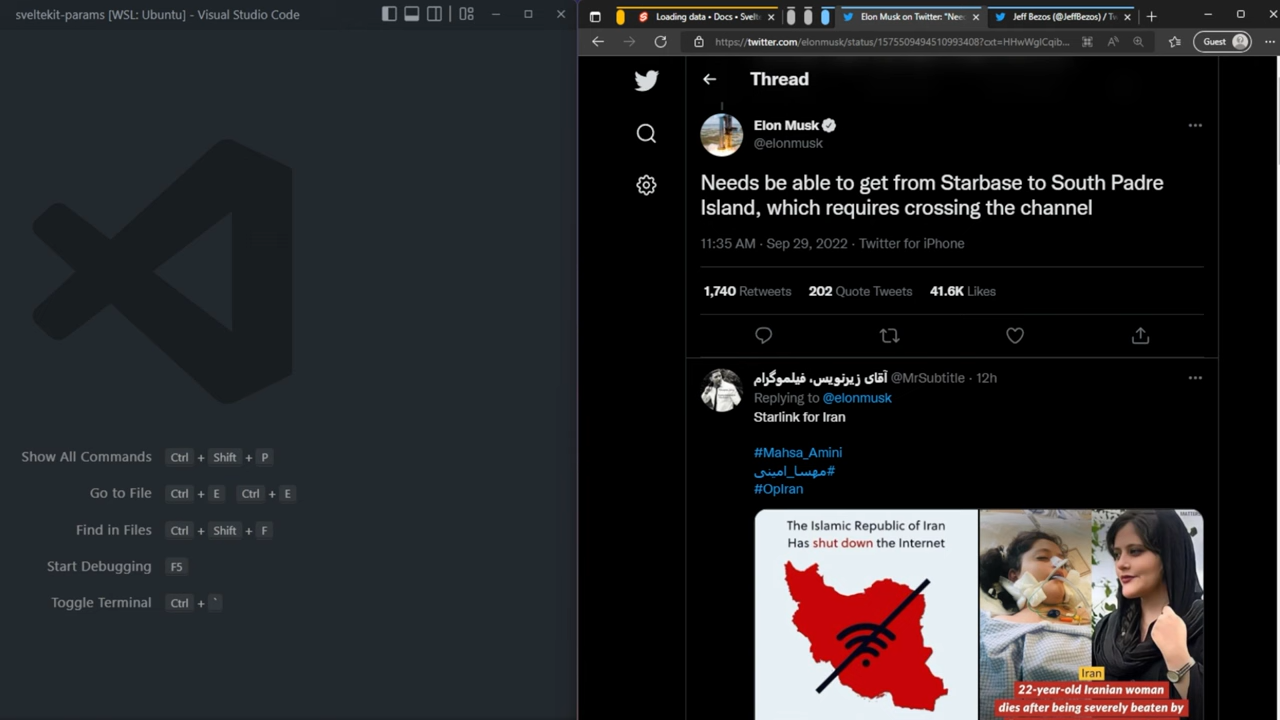 sveltekit-params [WSL: Ubuntu] - Visual Studio Code
Show All Commands Ctrl + Shift + P
Go to File Ctrl + E Ctrl + E
Find in Files Ctrl + Shift + F
Start Debugging F5
Toggle Terminal Ctrl + `
Loading data • Docs • Svelte
Elon Musk on Twitter: "Nee
Jeff Bezos (@JeffBezos) / Tw
https://twitter.com/elonmusk/status/1575509494510993408?cxt=HHwWgICqib...
Guest
Thread
Elon Musk
@elonmusk
Needs be able to get from Starbase to South Padre
Island, which requires crossing the channel
11:35 AM · Sep 29, 2022 · Twitter for iPhone
1,740 Retweets 202 Quote Tweets 41.6K Likes
آقای زیرنویس، فیلموگرام @MrSubtitle · 12h
Replying to @elonmusk
Starlink for Iran
#Mahsa_Amini
#مهسا_امینی
#OpIran
The Islamic Republic of Iran
Has shut down the Internet
Iran
22-year-old Iranian woman
dies after being severely beaten by